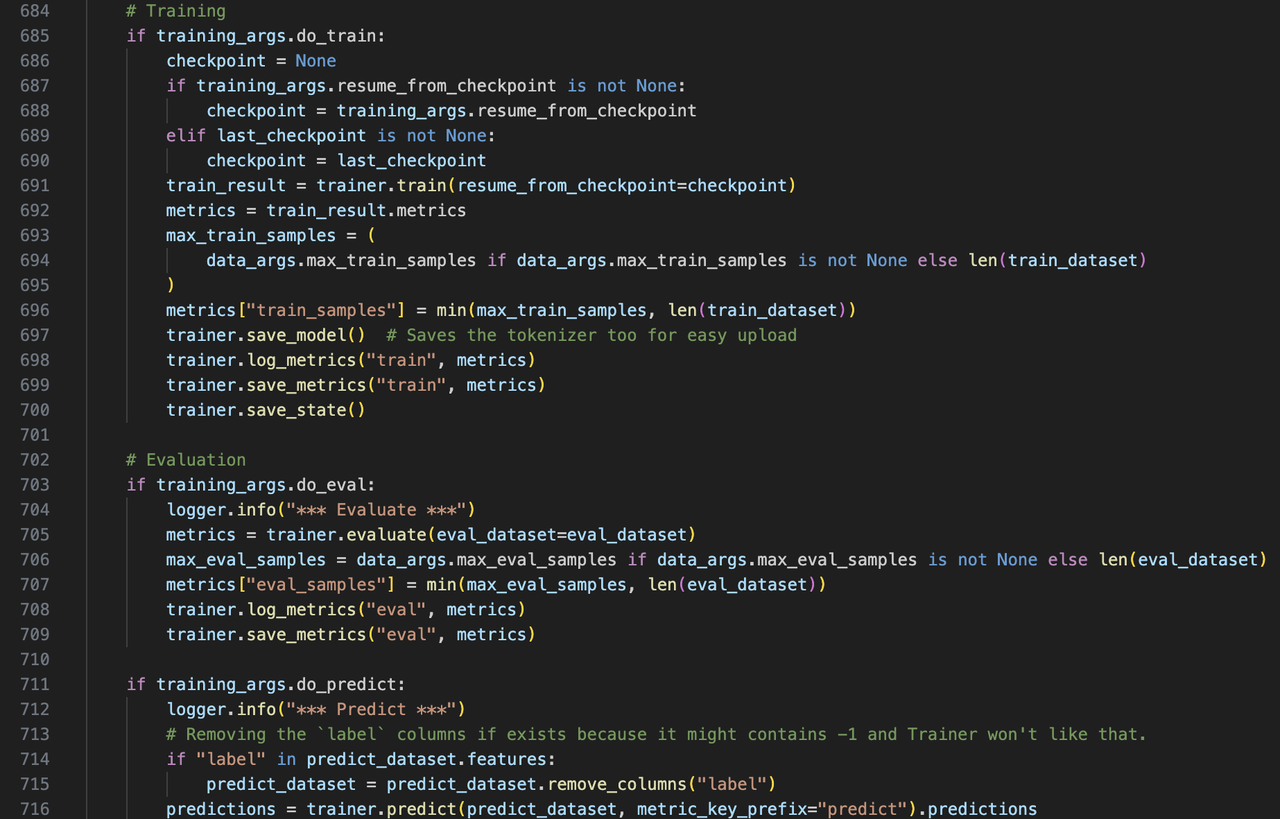 684 # Training
685 if training_args.do_train:
686 checkpoint = None
687 if training_args.resume_from_checkpoint is not None:
688 checkpoint = training_args.resume_from_checkpoint
689 elif last_checkpoint is not None:
690 checkpoint = last_checkpoint
691 train_result = trainer.train(resume_from_checkpoint=checkpoint)
692 metrics = train_result.metrics
693 max_train_samples = (
694 data_args.max_train_samples if data_args.max_train_samples is not None else len(train_dataset)
695 )
696 metrics["train_samples"] = min(max_train_samples, len(train_dataset))
697 trainer.save_model()  # Saves the tokenizer too for easy upload
698 trainer.log_metrics("train", metrics)
699 trainer.save_metrics("train", metrics)
700 trainer.save_state()
701
702 # Evaluation
703 if training_args.do_eval:
704 logger.info("*** Evaluate ***")
705 metrics = trainer.evaluate(eval_dataset=eval_dataset)
706 max_eval_samples = data_args.max_eval_samples if data_args.max_eval_samples is not None else len(eval_dataset)
707 metrics["eval_samples"] = min(max_eval_samples, len(eval_dataset))
708 trainer.log_metrics("eval", metrics)
709 trainer.save_metrics("eval", metrics)
710
711 if training_args.do_predict:
712 logger.info("*** Predict ***")
713 # Removing the `label` columns if exists because it might contains -1 and Trainer won't like that.
714 if "label" in predict_dataset.features:
715 predict_dataset = predict_dataset.remove_columns("label")
716 predictions = trainer.predict(predict_dataset, metric_key_prefix="predict").predictions